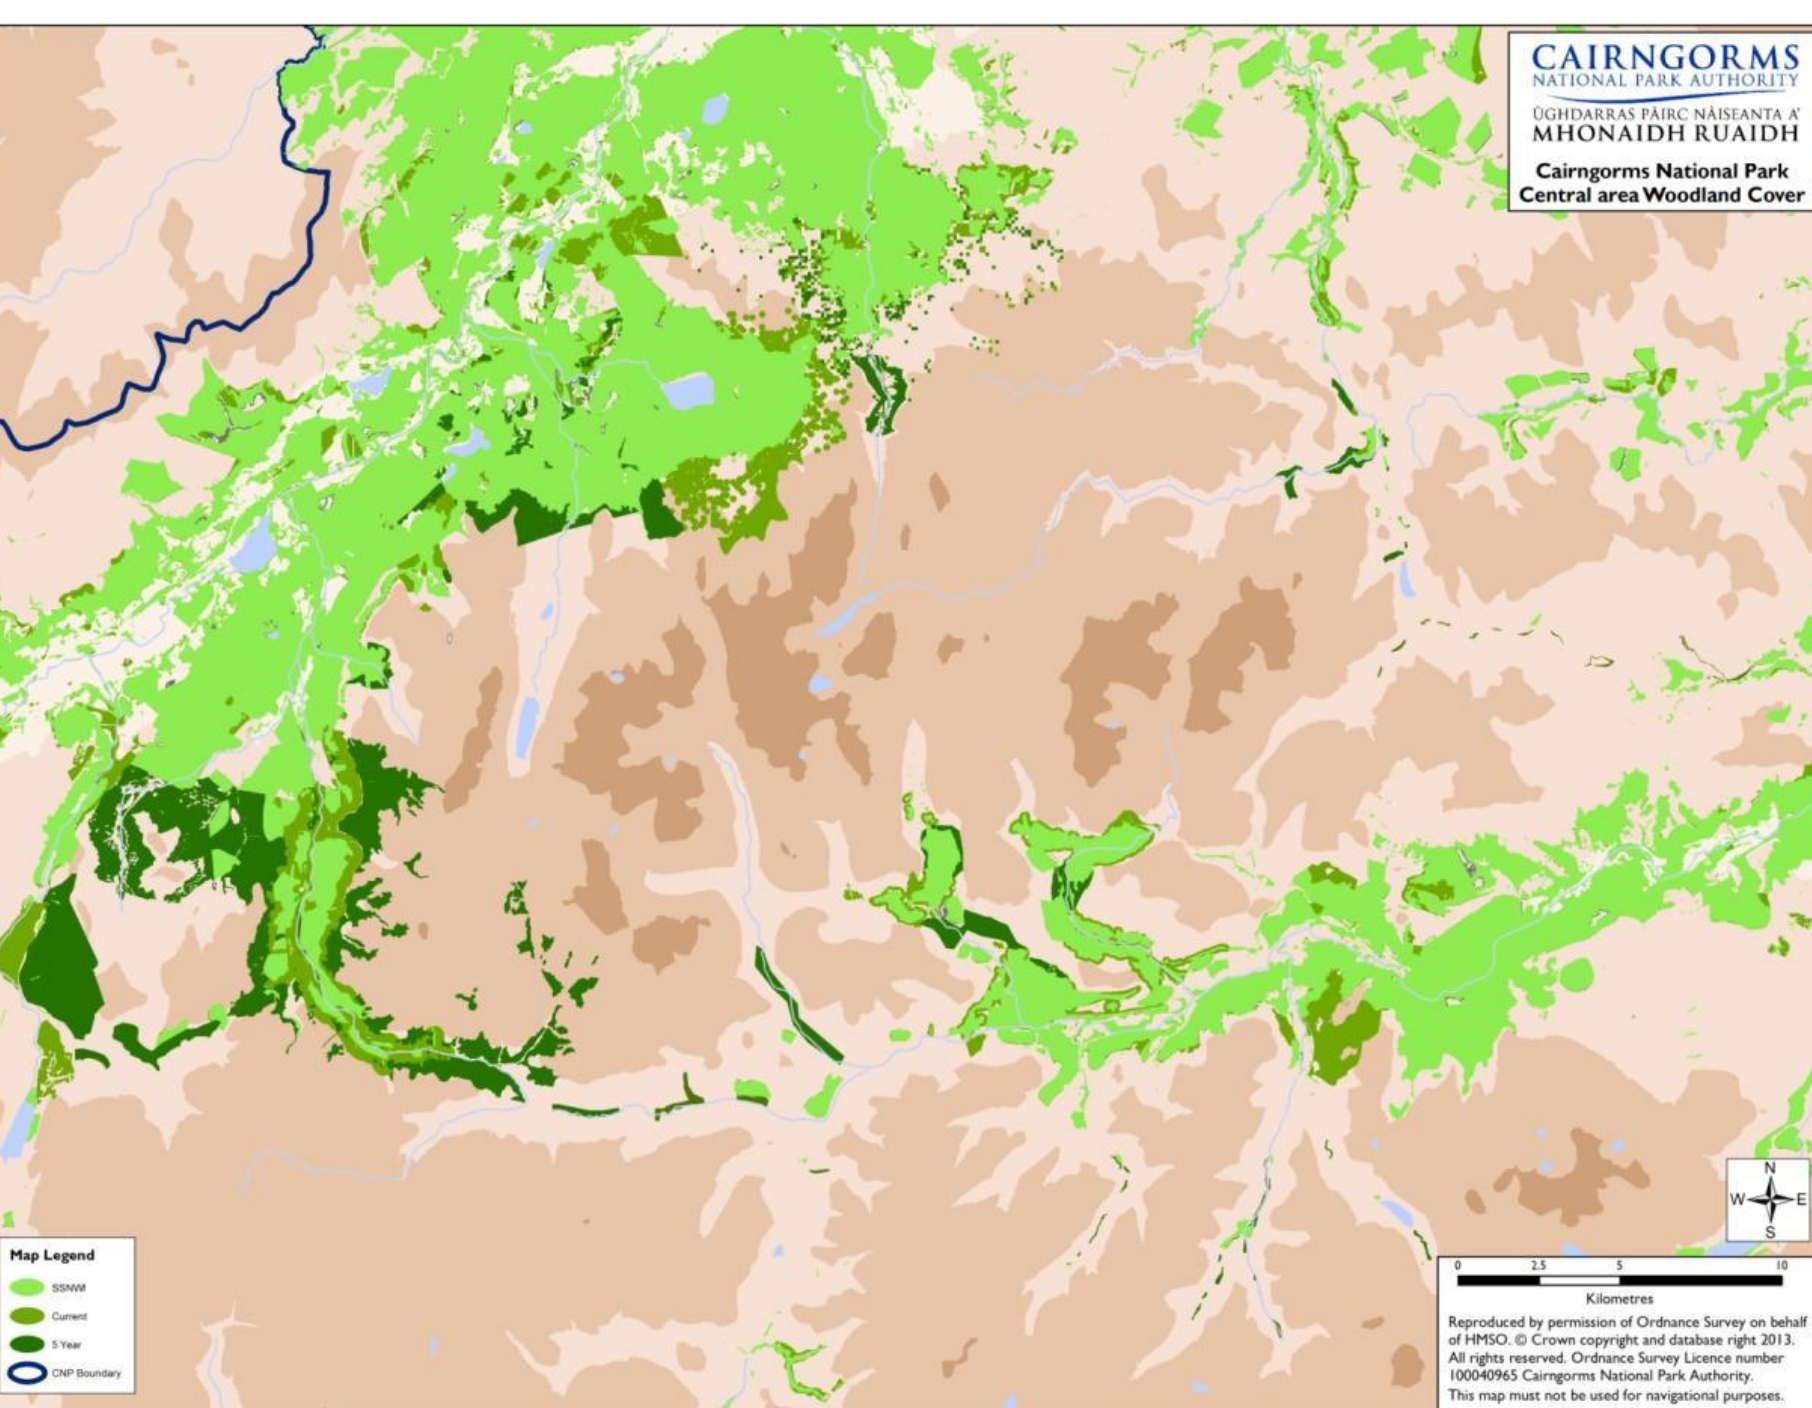 CAIRNGORMS
NATIONAL PARK AUTHORITY
ÙGHDARRAS PÀIRC NÀISEANTA A'
MHONAIDH RUAIDH
Cairngorms National Park
Central area Woodland Cover
N
W E
S
Map Legend
SSNWI
Current
5 Year
CNP Boundary
0 2.5 5 10
Kilometres
Reproduced by permission of Ordnance Survey on behalf
of HMSO. © Crown copyright and database right 2013.
All rights reserved. Ordnance Survey Licence number
100040965 Cairngorms National Park Authority.
This map must not be used for navigational purposes.